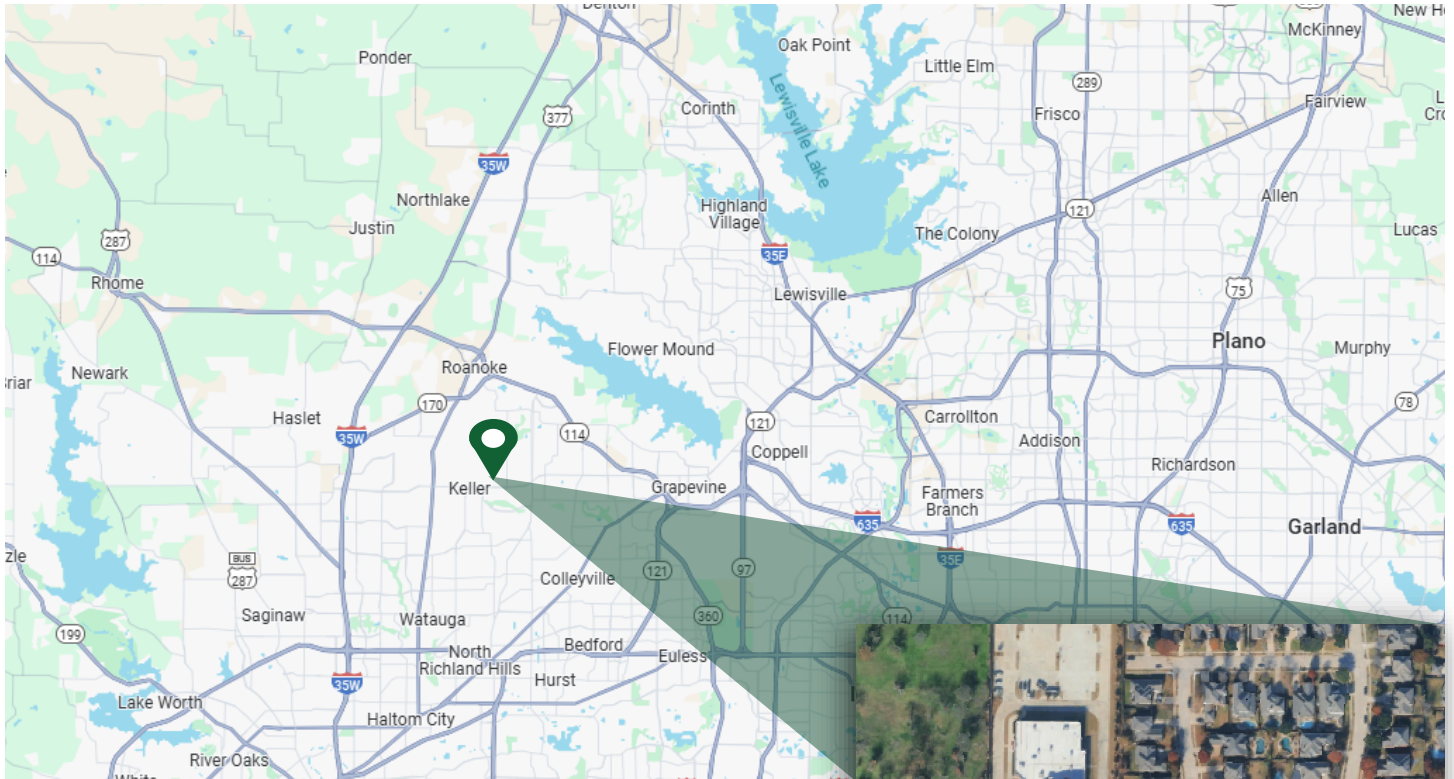 Denton
Oak Point
McKinney
Ponder
Little Elm
289
Corinth
Frisco
Fairview
377
35W
Lewisville Lake
Northlake
Highland
Village
Allen
121
Justin
The Colony
Lucas
287
114
35E
Rhome
Lewisville
75
Plano
Flower Mound
Murphy
Roanoke
Newark
170
78
Haslet
121
Carrollton
35W
114
Addison
Coppell
Richardson
Keller
Grapevine
Farmers
Branch
635
635
Garland
35E
BUS
287
121
97
Colleyville
Saginaw
360
114
Watauga
199
North
Richland Hills
Bedford
Euless
Hurst
35W
Lake Worth
Haltom City
River Oaks
White